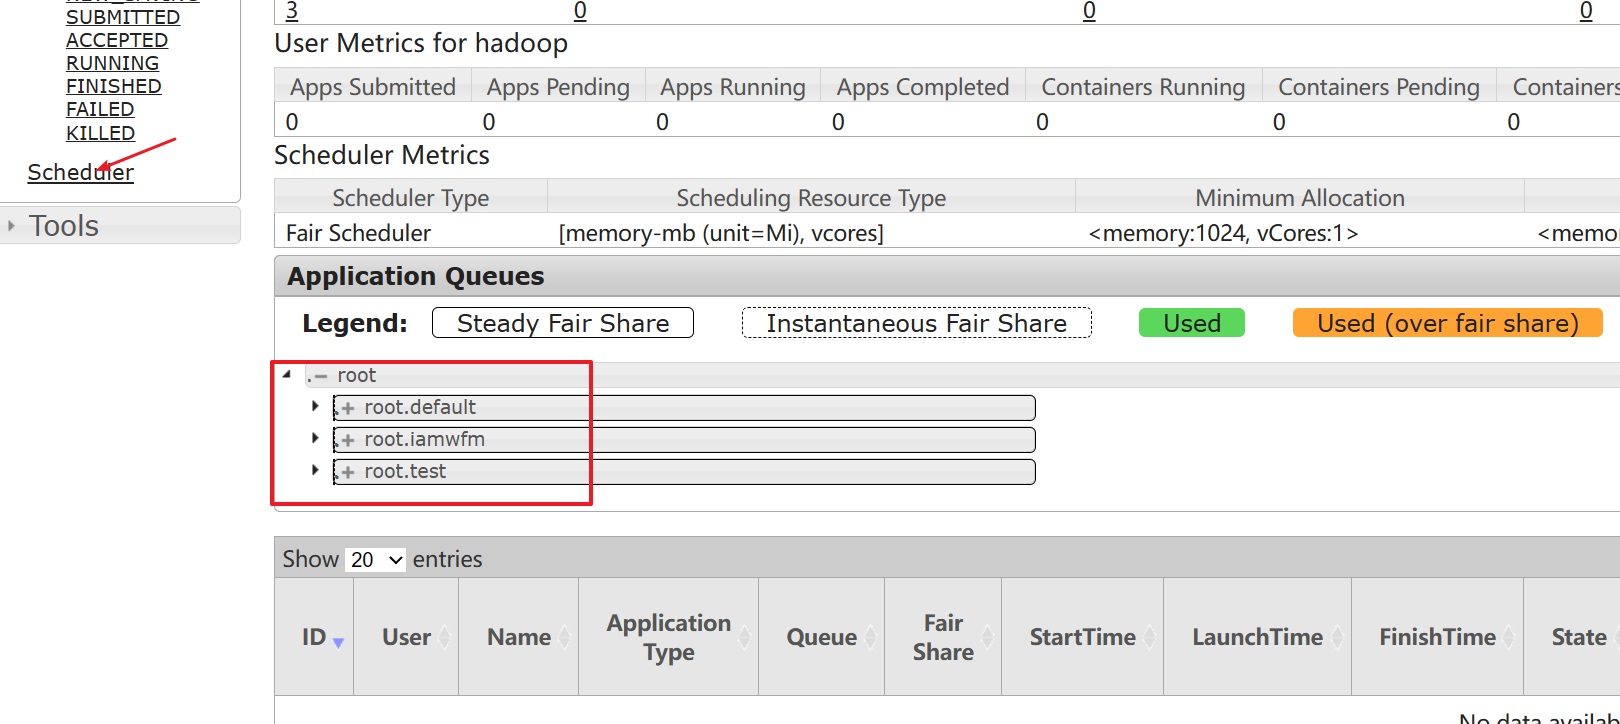 3 0 0 0
SUBMITTED
ACCEPTED
RUNNING
FINISHED
FAILED
KILLED
Scheduler
Tools
User Metrics for hadoop
Apps Submitted Apps Pending Apps Running Apps Completed Containers Running Containers Pending Containers
0 0 0 0 0 0 0
Scheduler Metrics
Scheduler Type Scheduling Resource Type Minimum Allocation
Fair Scheduler [memory-mb (unit=Mi), vcores] <memory:1024, vCores:1> <memo
Application Queues
Legend: Steady Fair Share Instantaneous Fair Share Used Used (over fair share)
.− root
+ root.default
+ root.iamwfm
+ root.test
Show 20 entries
ID User Name Application Type Queue Fair Share StartTime LaunchTime FinishTime State
No data availab